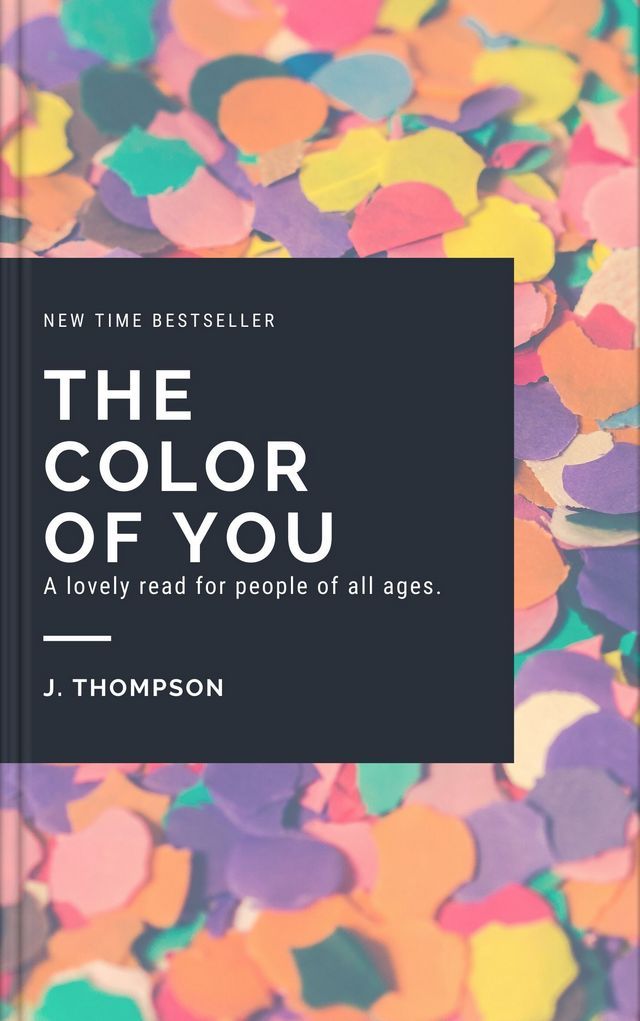 NEW TIME BESTSELLER
THE
COLOR
OF YOU
A lovely read for people of all ages.
J. THOMPSON